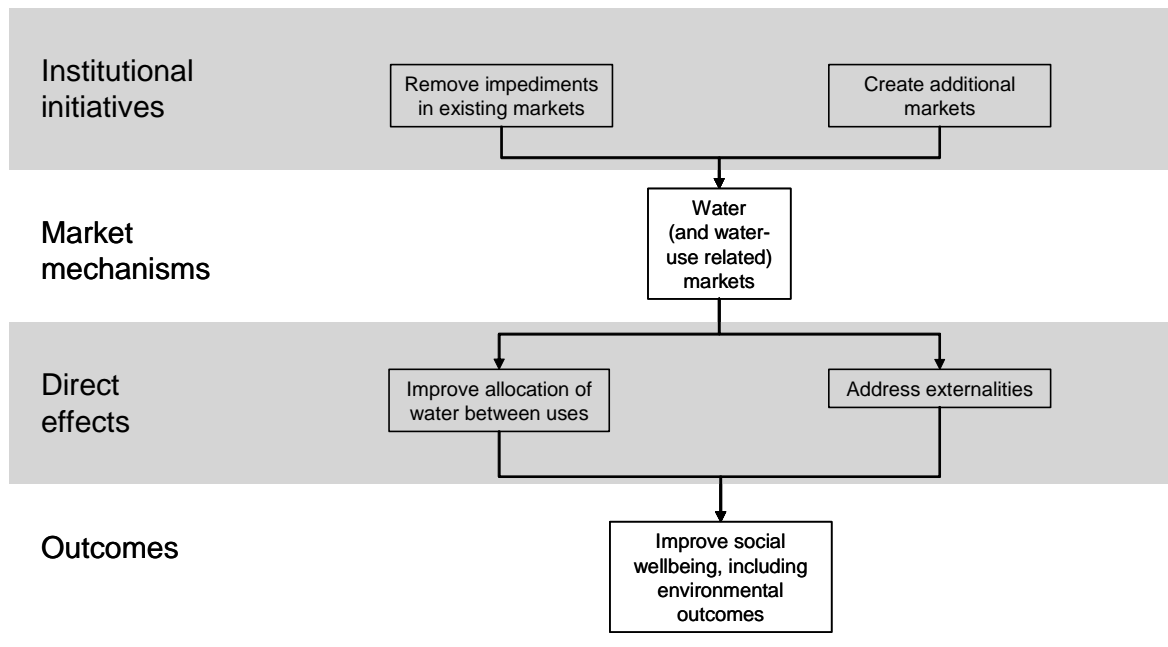 Institutional
initiatives
Remove impediments
in existing markets
Create additional
markets
Market
mechanisms
Water
(and water-
use related)
markets
Direct
effects
Improve allocation of
water between uses
Address externalities
Outcomes
Improve social
wellbeing, including
environmental
outcomes